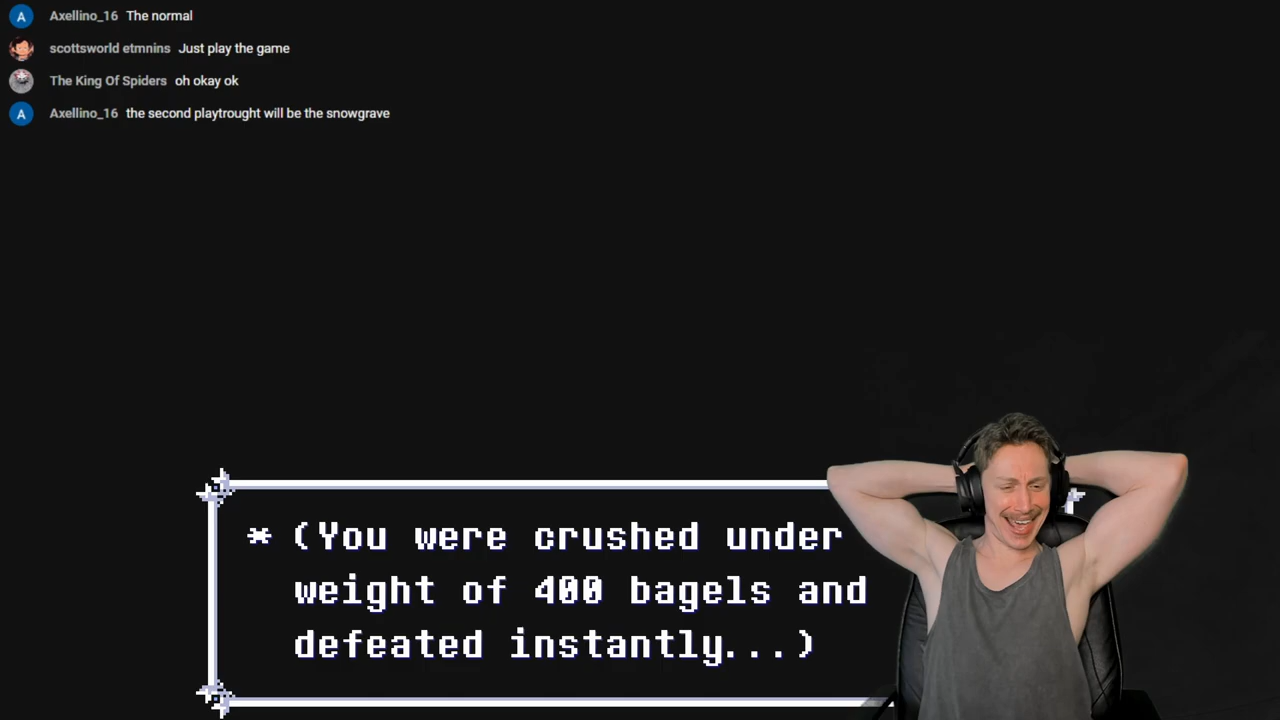 A Axellino_16 The normal
scottsworld etmnins Just play the game
The King Of Spiders oh okay ok
A Axellino_16 the second playtrought will be the snowgrave
* (You were crushed under
weight of 400 bagels and
defeated instantly...)